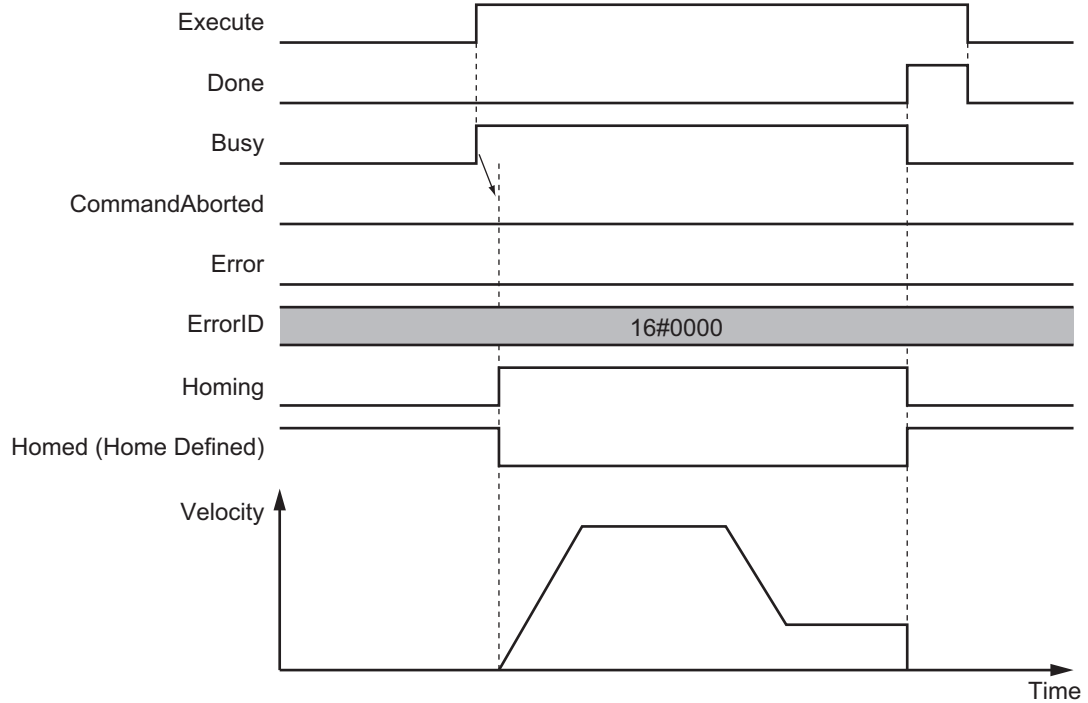 Execute
Done
Busy
CommandAborted
Error
ErrorID
16#0000
Homing
Homed (Home Defined)
Velocity
Time